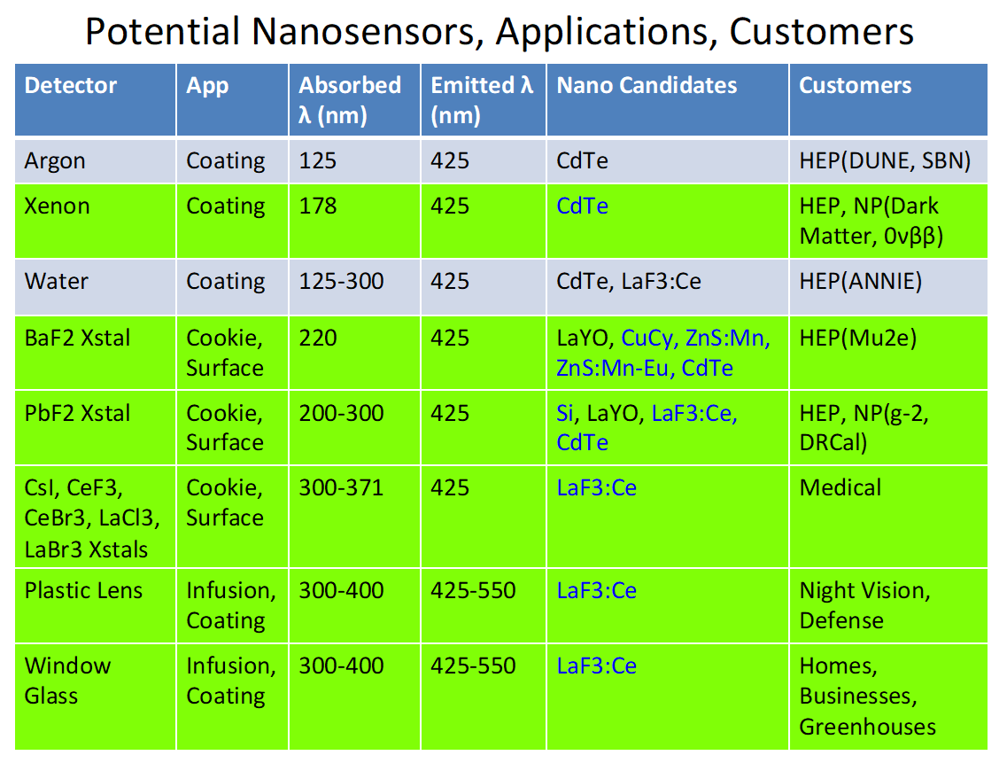 Potential Nanosensors, Applications, Customers
Detector App Absorbed λ (nm) Emitted λ (nm) Nano Candidates Customers
Argon Coating 125 425 CdTe HEP(DUNE, SBN)
Xenon Coating 178 425 CdTe HEP, NP(Dark Matter, 0νββ)
Water Coating 125-300 425 CdTe, LaF3:Ce HEP(ANNIE)
BaF2 Xstal Cookie, Surface 220 425 LaYO, CuCy, ZnS:Mn, ZnS:Mn-Eu, CdTe HEP(Mu2e)
PbF2 Xstal Cookie, Surface 200-300 425 Si, LaYO, LaF3:Ce, CdTe HEP, NP(g-2, DRCal)
CsI, CeF3, CeBr3, LaCl3, LaBr3 Xstals Cookie, Surface 300-371 425 LaF3:Ce Medical
Plastic Lens Infusion, Coating 300-400 425-550 LaF3:Ce Night Vision, Defense
Window Glass Infusion, Coating 300-400 425-550 LaF3:Ce Homes, Businesses, Greenhouses